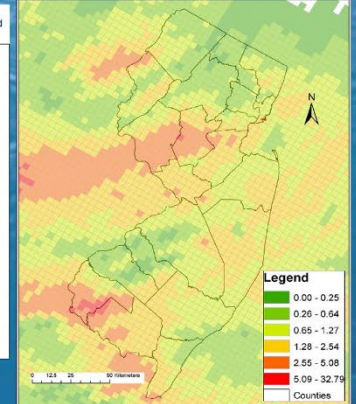 d
N
Legend
0.00 - 0.25
0.26 - 0.64
0.65 - 1.27
1.28 - 2.54
2.55 - 5.08
5.09 - 32.79
Counties
0 12.5 25 50 Kilometers